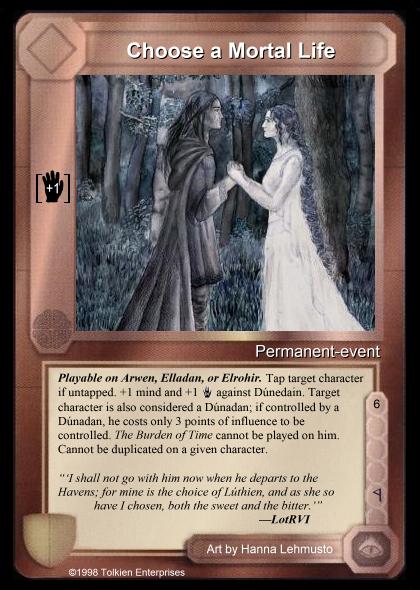 Choose a Mortal Life
[+1]
Permanent-event
Playable on Arwen, Elladan, or Elrohir. Tap target character
if untapped. +1 mind and +1 against Dúnedain. Target
character is also considered a Dúnadan; if controlled by a
Dúnadan, he costs only 3 points of influence to be
controlled. The Burden of Time cannot be played on him.
Cannot be duplicated on a given character.
6
“‘I shall not go with him now when he departs to the
Havens; for mine is the choice of Lúthien, and as she so
have I chosen, both the sweet and the bitter.’”
—LotRVI
Art by Hanna Lehmusto
©1998 Tolkien Enterprises